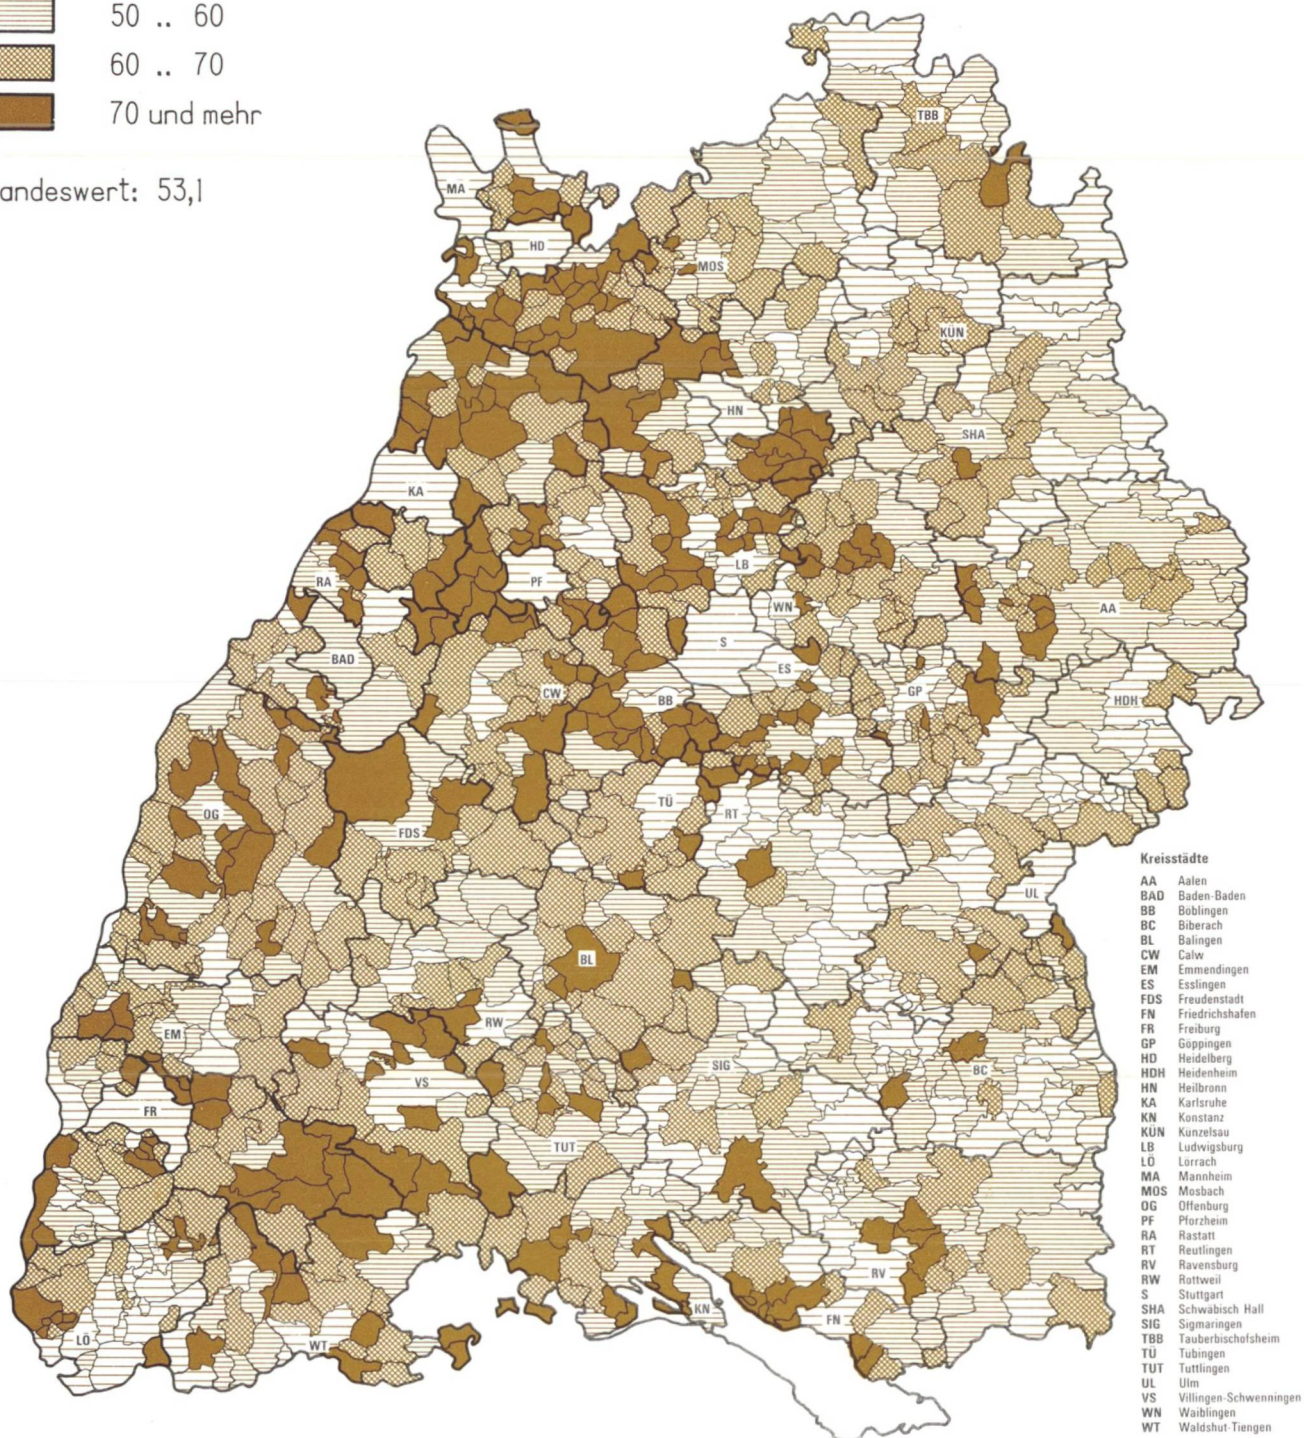 50 .. 60
60 .. 70
70 und mehr
andeswert: 53,1
TBB
MA
HD
MOS
KÜN
HN
SHA
KA
LB
PF
RA
WN
AA
S
BAD
ES
CW
BB
GP
HDH
TÜ
RT
OG
FDS
UL
BL
RW
EM
SIG
BC
VS
FR
TUT
RV
KN
FN
LÖ
WT
Kreisstädte
AA Aalen
BAD Baden-Baden
BB Böblingen
BC Biberach
BL Balingen
CW Calw
EM Emmendingen
ES Esslingen
FDS Freudenstadt
FN Friedrichshafen
FR Freiburg
GP Göppingen
HD Heidelberg
HDH Heidenheim
HN Heilbronn
KA Karlsruhe
KN Konstanz
KÜN Künzelsau
LB Ludwigsburg
LÖ Lörrach
MA Mannheim
MOS Mosbach
OG Offenburg
PF Pforzheim
RA Rastatt
RT Reutlingen
RV Ravensburg
RW Rottweil
S Stuttgart
SHA Schwäbisch Hall
SIG Sigmaringen
TBB Tauberbischofsheim
TÜ Tübingen
TUT Tuttlingen
UL Ulm
VS Villingen-Schwenningen
WN Waiblingen
WT Waldshut-Tiengen